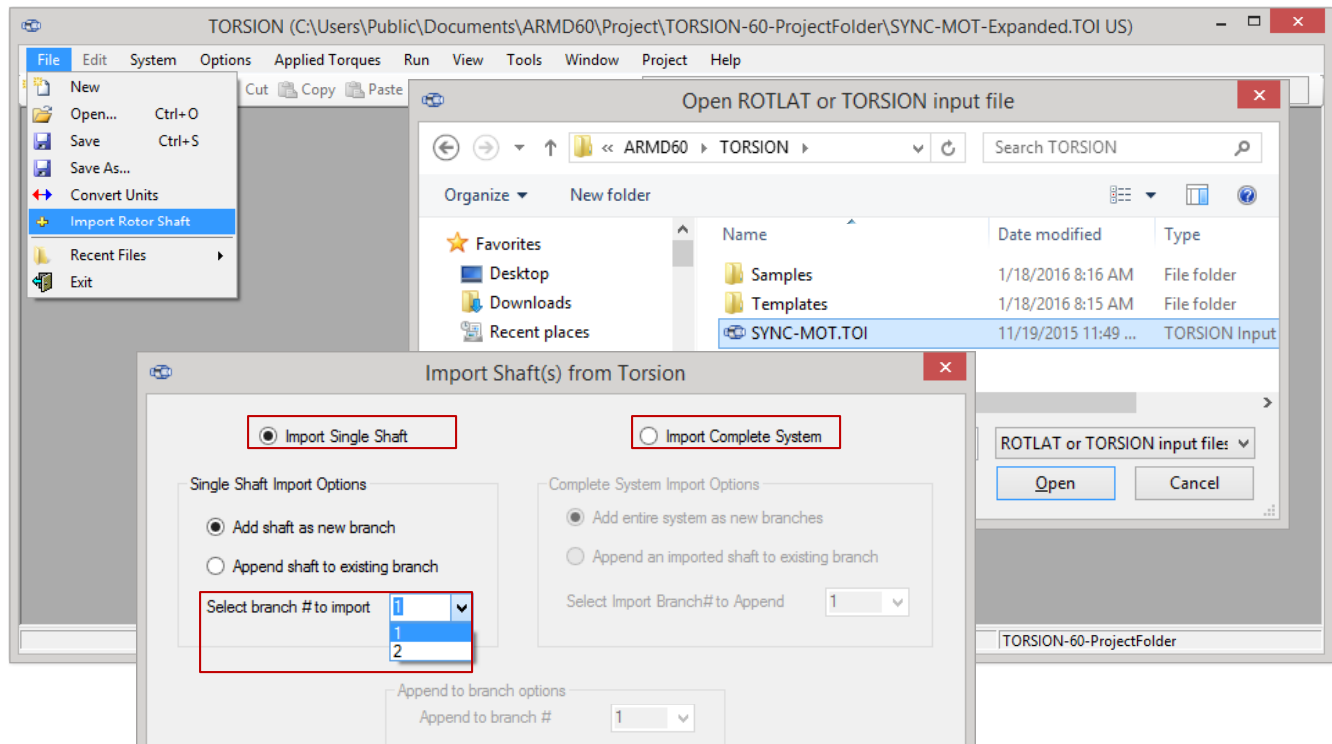 TORSION (C:\Users\Public\Documents\ARMD60\Project\TORSION-60-ProjectFolder\SYNC-MOT-Expanded.TOI US)
File Edit System Options Applied Torques Run View Tools Window Project Help
Cut Copy Paste
New
Open... Ctrl+O
Save Ctrl+S
Save As...
Convert Units
Import Rotor Shaft
Recent Files
Exit
Open ROTLAT or TORSION input file
« ARMD60 TORSION
Search TORSION
Organize New folder
Favorites
Desktop
Downloads
Recent places
Name Date modified Type
Samples 1/18/2016 8:16 AM File folder
Templates 1/18/2016 8:15 AM File folder
SYNC-MOT.TOI 11/19/2015 11:49 ... TORSION Input
ROTLAT or TORSION input files
Open Cancel
Import Shaft(s) from Torsion
Import Single Shaft Import Complete System
Single Shaft Import Options
Add shaft as new branch
Append shaft to existing branch
Select branch # to import 1
1
2
Complete System Import Options
Add entire system as new branches
Append an imported shaft to existing branch
Select Import Branch# to Append 1
Append to branch options
Append to branch # 1
TORSION-60-ProjectFolder